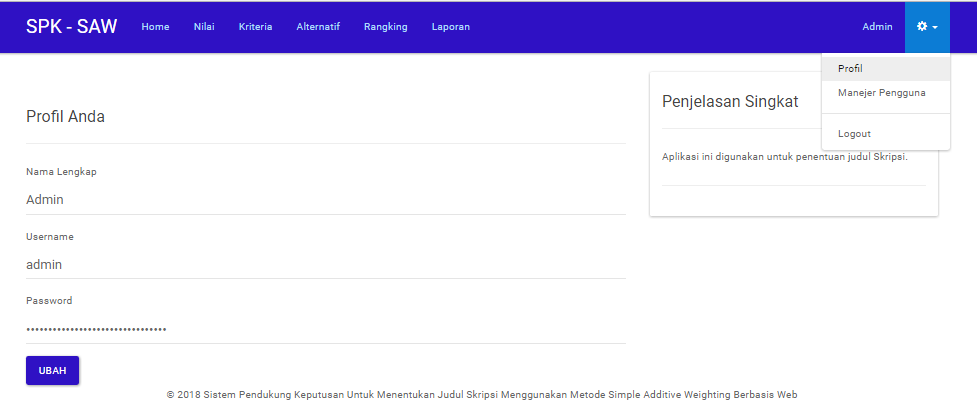 SPK - SAW Home Nilai Kriteria Alternatif Rangking Laporan Admin
Profil
Manejer Pengguna
Logout
Profil Anda
Nama Lengkap
Admin
Username
admin
Password
••••••••••••••••••••••••••••••••
UBAH
Penjelasan Singkat
Aplikasi ini digunakan untuk penentuan judul Skripsi.
© 2018 Sistem Pendukung Keputusan Untuk Menentukan Judul Skripsi Menggunakan Metode Simple Additive Weighting Berbasis Web